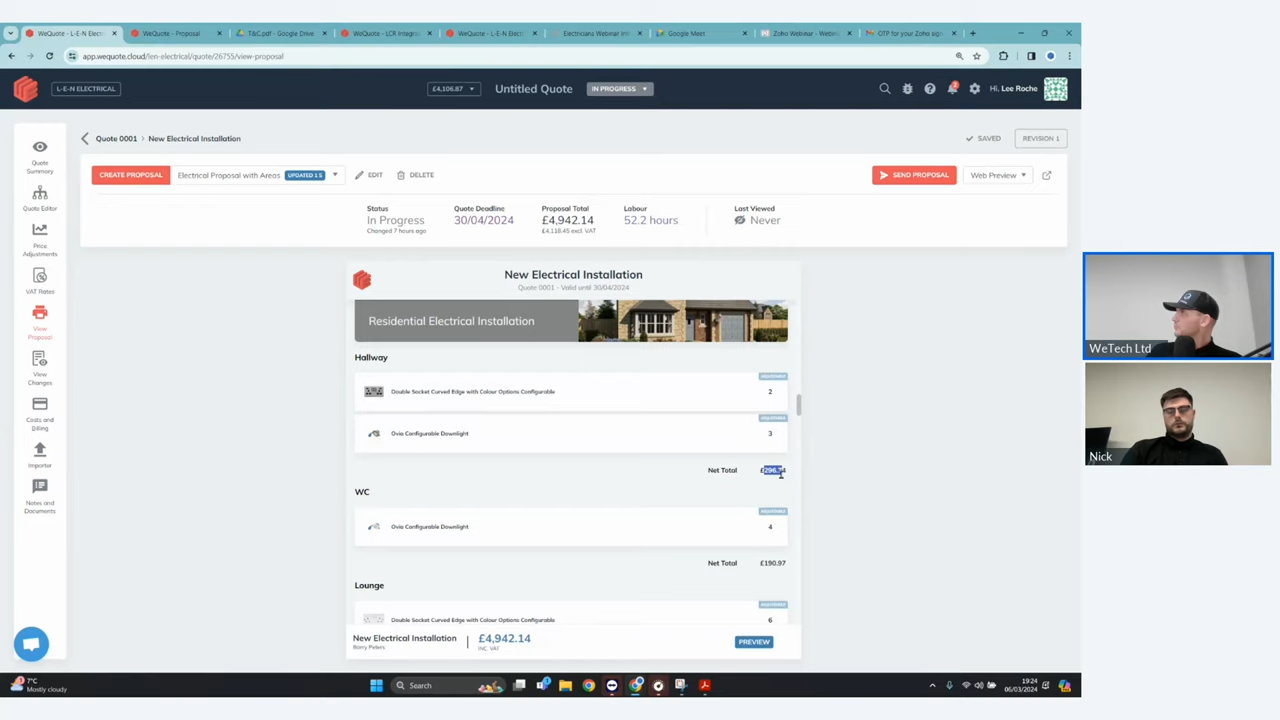 WeQuote - L-E-N Electri
WeQuote - Proposal
T&C.pdf - Google Drive
WeQuote - LCR Integra
WeQuote - L-E-N Electri
Electricians Webinar Int
Google Meet
Zoho Webinar - Webin
OTP for your Zoho sign
app.wequote.cloud/len-electrical/quote/26755/view-proposal
L-E-N ELECTRICAL
£4,106.87
Untitled Quote
IN PROGRESS
Hi, Lee Roche
Quote 0001 > New Electrical Installation
SAVED
REVISION 1
Quote
Summary
Quote Editor
Price
Adjustments
VAT Rates
View
Proposal
View
Changes
Costs and
Billing
Importer
Notes and
Documents
CREATE PROPOSAL
Electrical Proposal with Areas
EDIT
DELETE
SEND PROPOSAL
Web Preview
Status
In Progress
Changed 7 hours ago
Quote Deadline
30/04/2024
Proposal Total
£4,942.14
£4,118.45 excl. VAT
Labour
52.2 hours
Last Viewed
Never
New Electrical Installation
Quote 0001 - Valid until 30/04/2024
Residential Electrical Installation
Hallway
ADJUSTABLE
Double Socket Curved Edge with Colour Options Configurable 2
ADJUSTABLE
Ovia Configurable Downlight 3
Net Total
WC
ADJUSTABLE
Ovia Configurable Downlight 4
Net Total £190.97
Lounge
ADJUSTABLE
Double Socket Curved Edge with Colour Options Configurable 6
New Electrical Installation
Barry Peters
£4,942.14
INC. VAT
PREVIEW
WeTech Ltd
Nick
7°C
Mostly cloudy
Search
19:24
06/03/2024